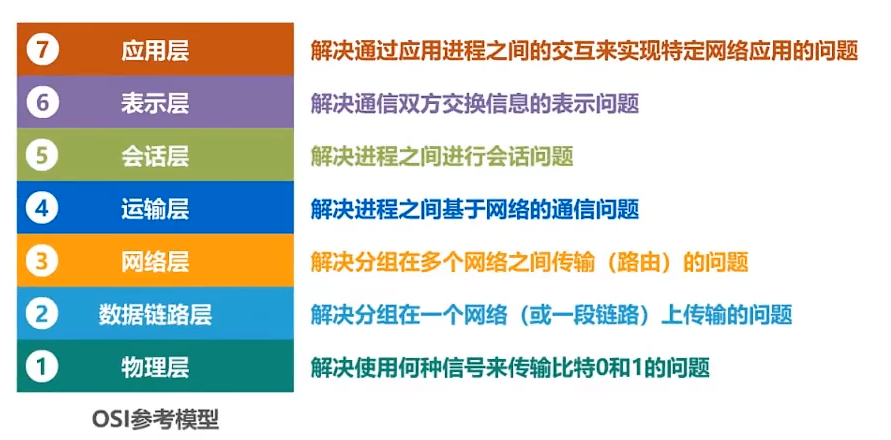 7 应用层 解决通过应用进程之间的交互来实现特定网络应用的问题
6 表示层 解决通信双方交换信息的表示问题
5 会话层 解决进程之间进行会话问题
4 运输层 解决进程之间基于网络的通信问题
3 网络层 解决分组在多个网络之间传输（路由）的问题
2 数据链路层 解决分组在一个网络（或一段链路）上传输的问题
1 物理层 解决使用何种信号来传输比特0和1的问题
OSI参考模型